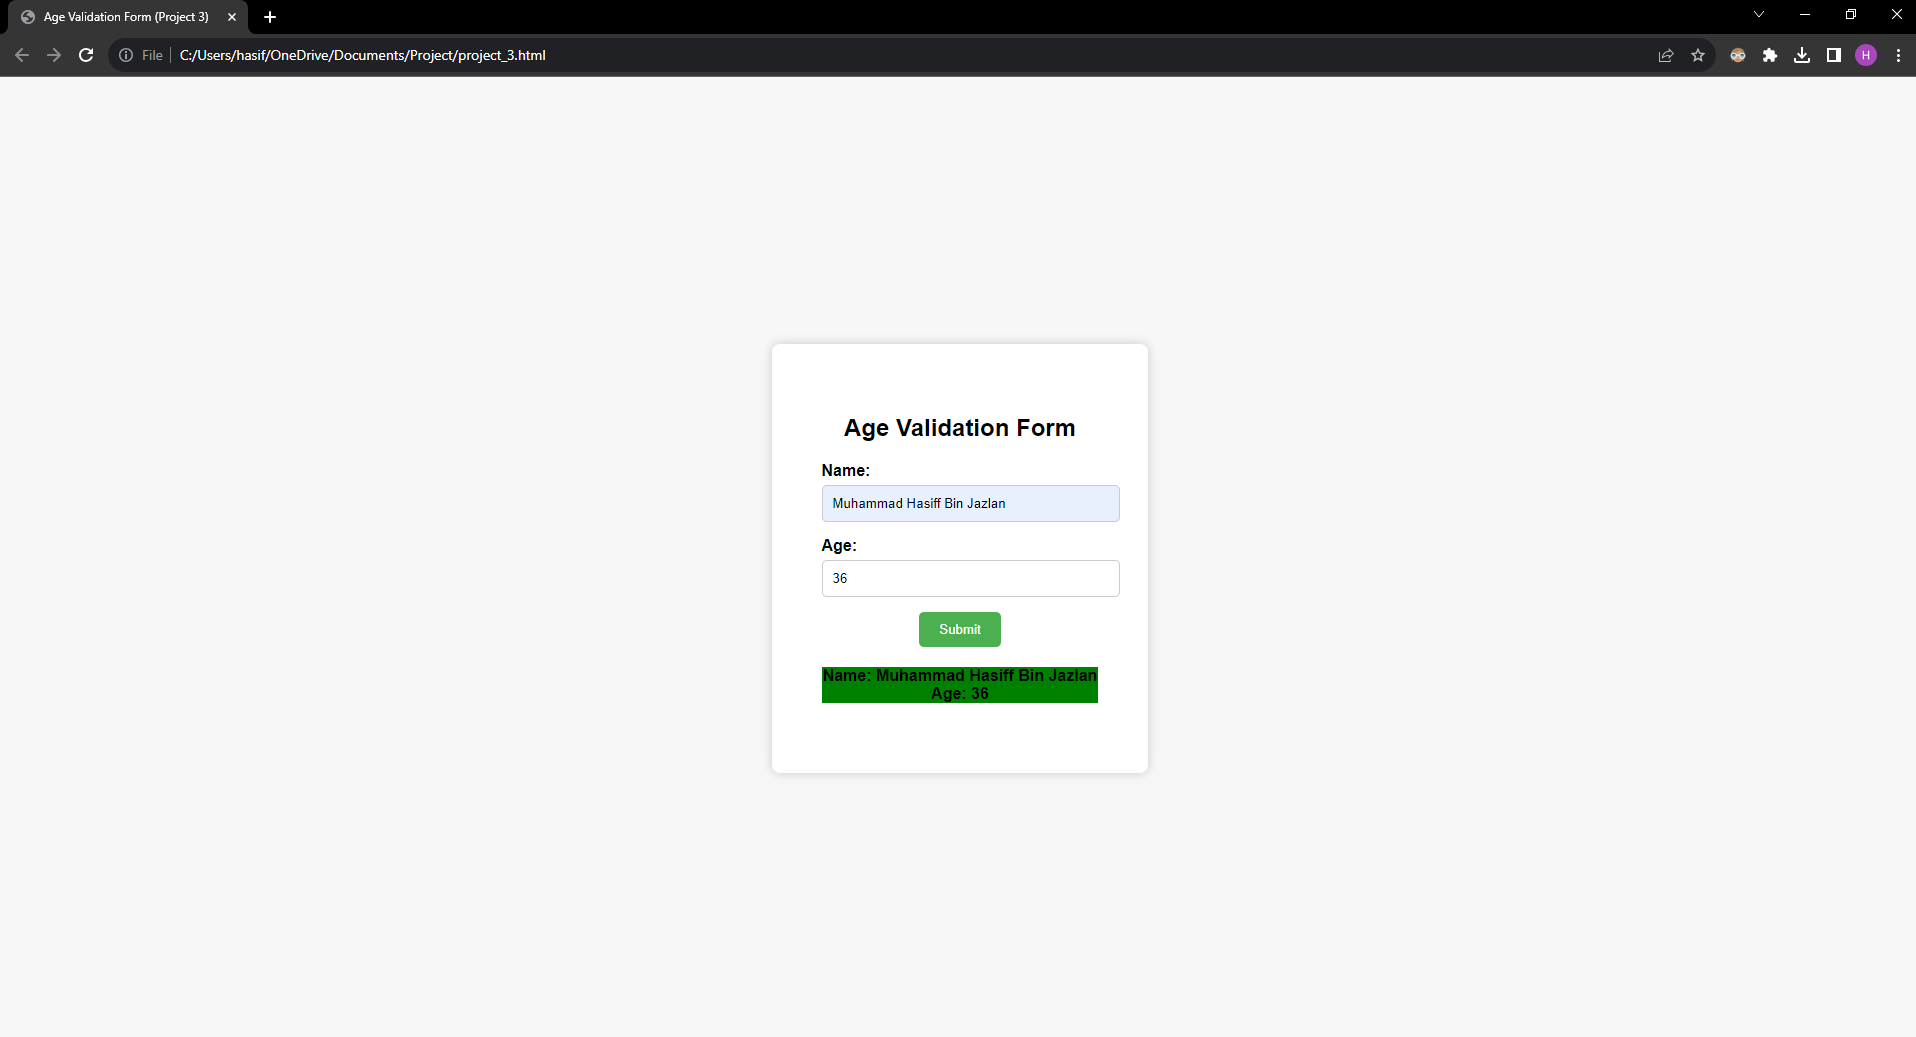 Age Validation Form (Project 3)
File C:/Users/hasif/OneDrive/Documents/Project/project_3.html
H
Age Validation Form
Name:
Muhammad Hasiff Bin Jazlan
Age:
36
Submit
Name: Muhammad Hasiff Bin Jazlan
Age: 36